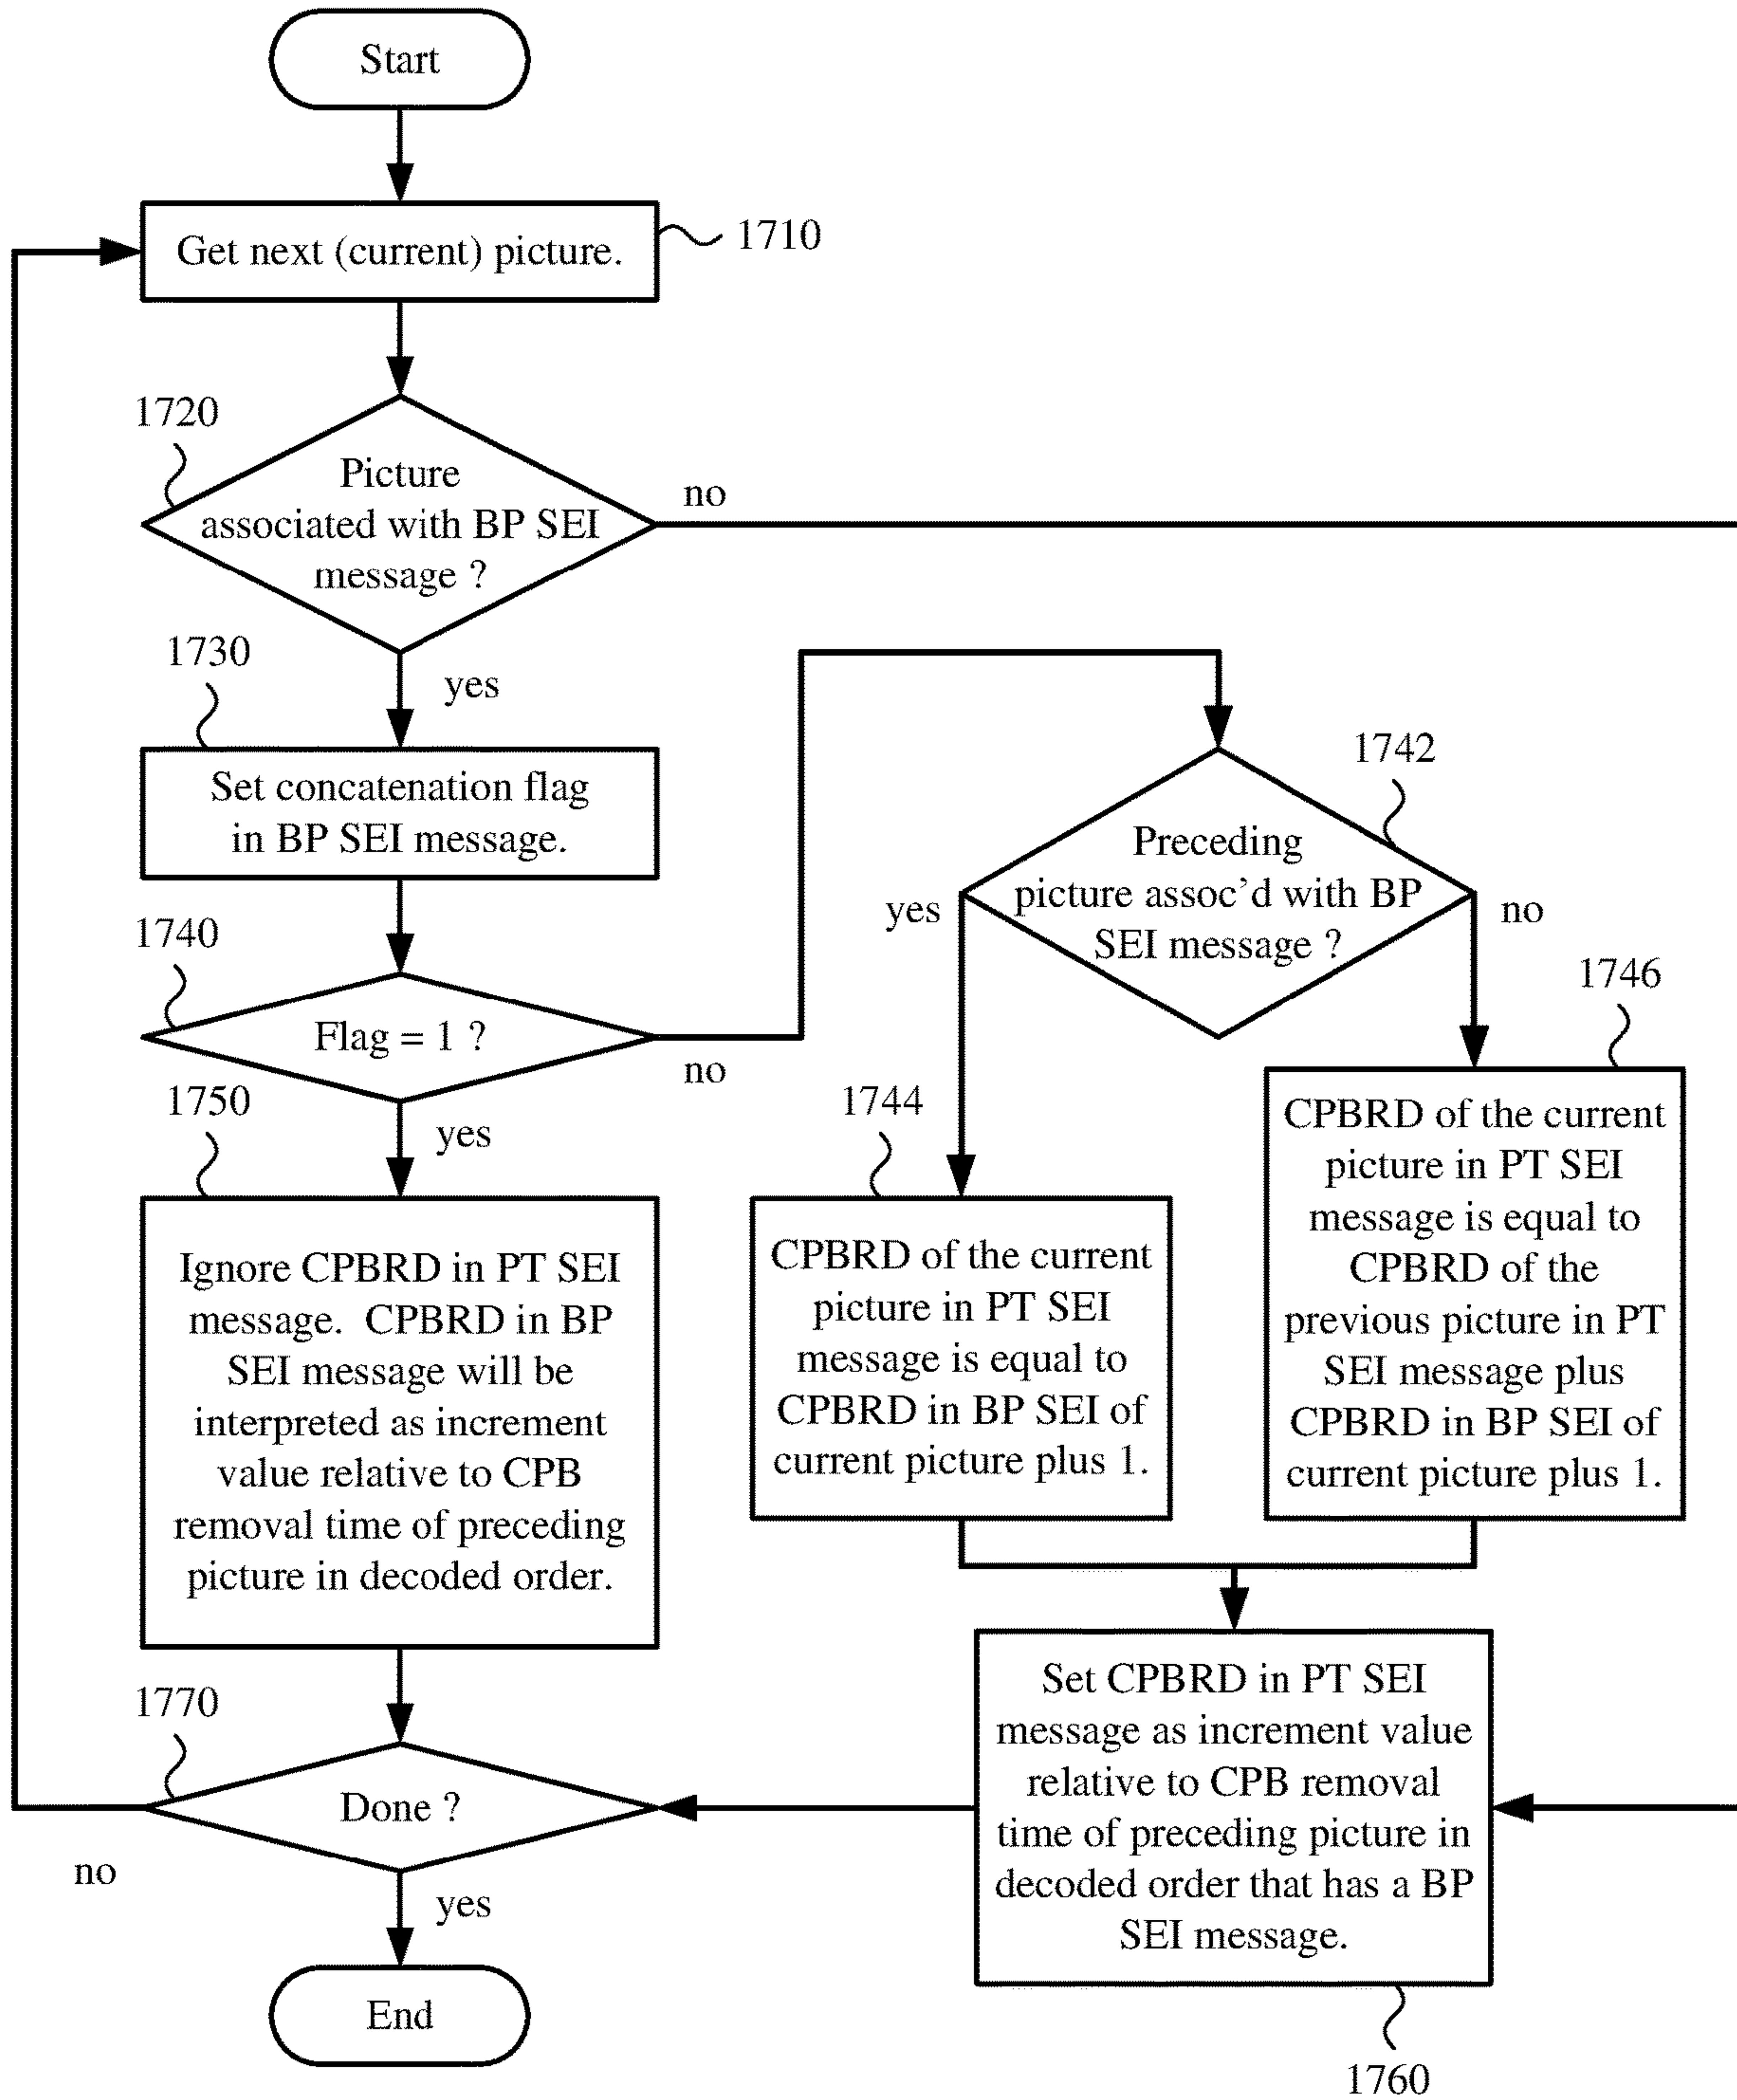 Start
Get next (current) picture.
1710
1720
Picture
associated with BP SEI
message ?
no
yes
1730
Set concatenation flag
in BP SEI message.
1740
Flag = 1 ?
no
yes
1742
Preceding
picture assoc’d with BP
SEI message ?
yes
no
1744
CPBRD of the current
picture in PT SEI
message is equal to
CPBRD in BP SEI of
current picture plus 1.
1746
CPBRD of the current
picture in PT SEI
message is equal to
CPBRD of the
previous picture in PT
SEI message plus
CPBRD in BP SEI of
current picture plus 1.
1750
Ignore CPBRD in PT SEI
message.  CPBRD in BP
SEI message will be
interpreted as increment
value relative to CPB
removal time of preceding
picture in decoded order.
Set CPBRD in PT SEI
message as increment value
relative to CPB removal
time of preceding picture in
decoded order that has a BP
SEI message.
1760
1770
Done ?
no
yes
End